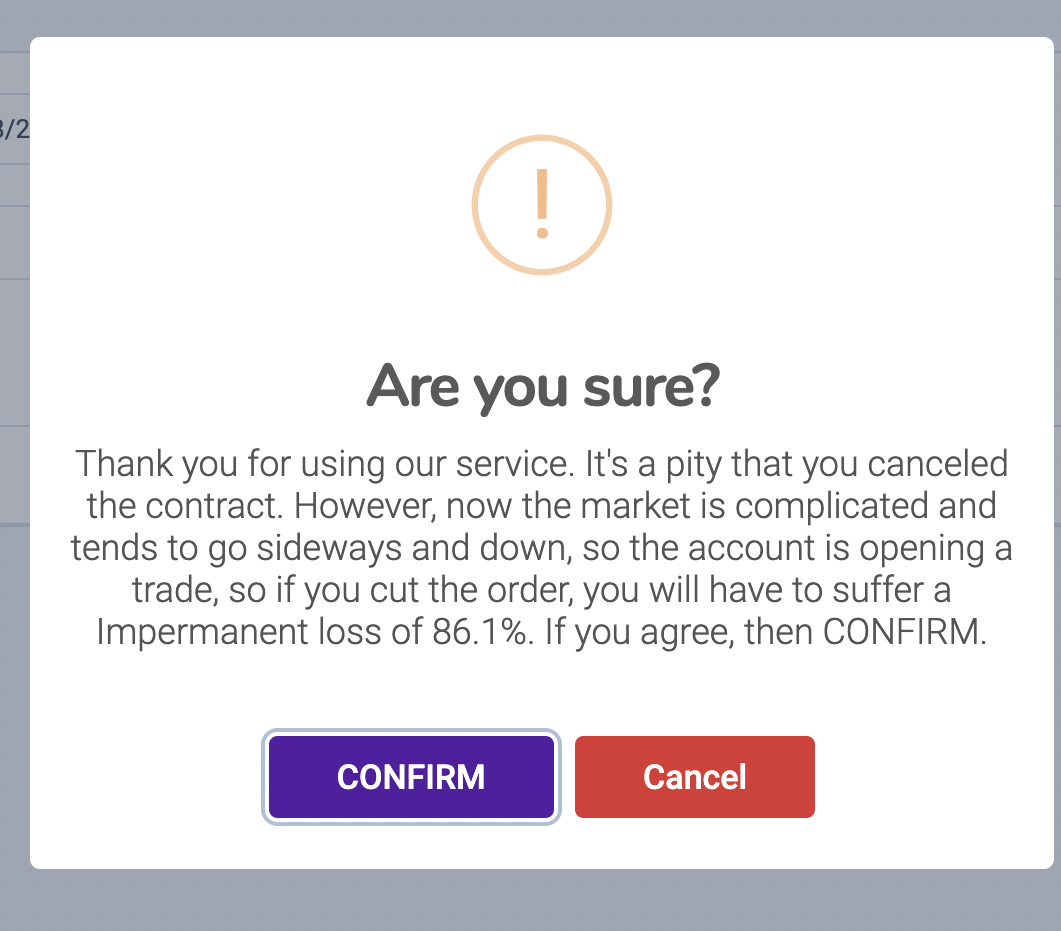 3/2
!
Are you sure?
Thank you for using our service. It's a pity that you canceled
the contract. However, now the market is complicated and
tends to go sideways and down, so the account is opening a
trade, so if you cut the order, you will have to suffer a
Impermanent loss of 86.1%. If you agree, then CONFIRM.
CONFIRM
Cancel